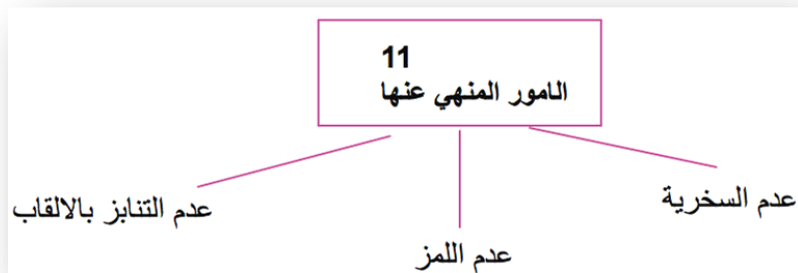 11
الامور المنهي عنها
عدم السخرية
عدم اللمز
عدم التنابز بالالقاب